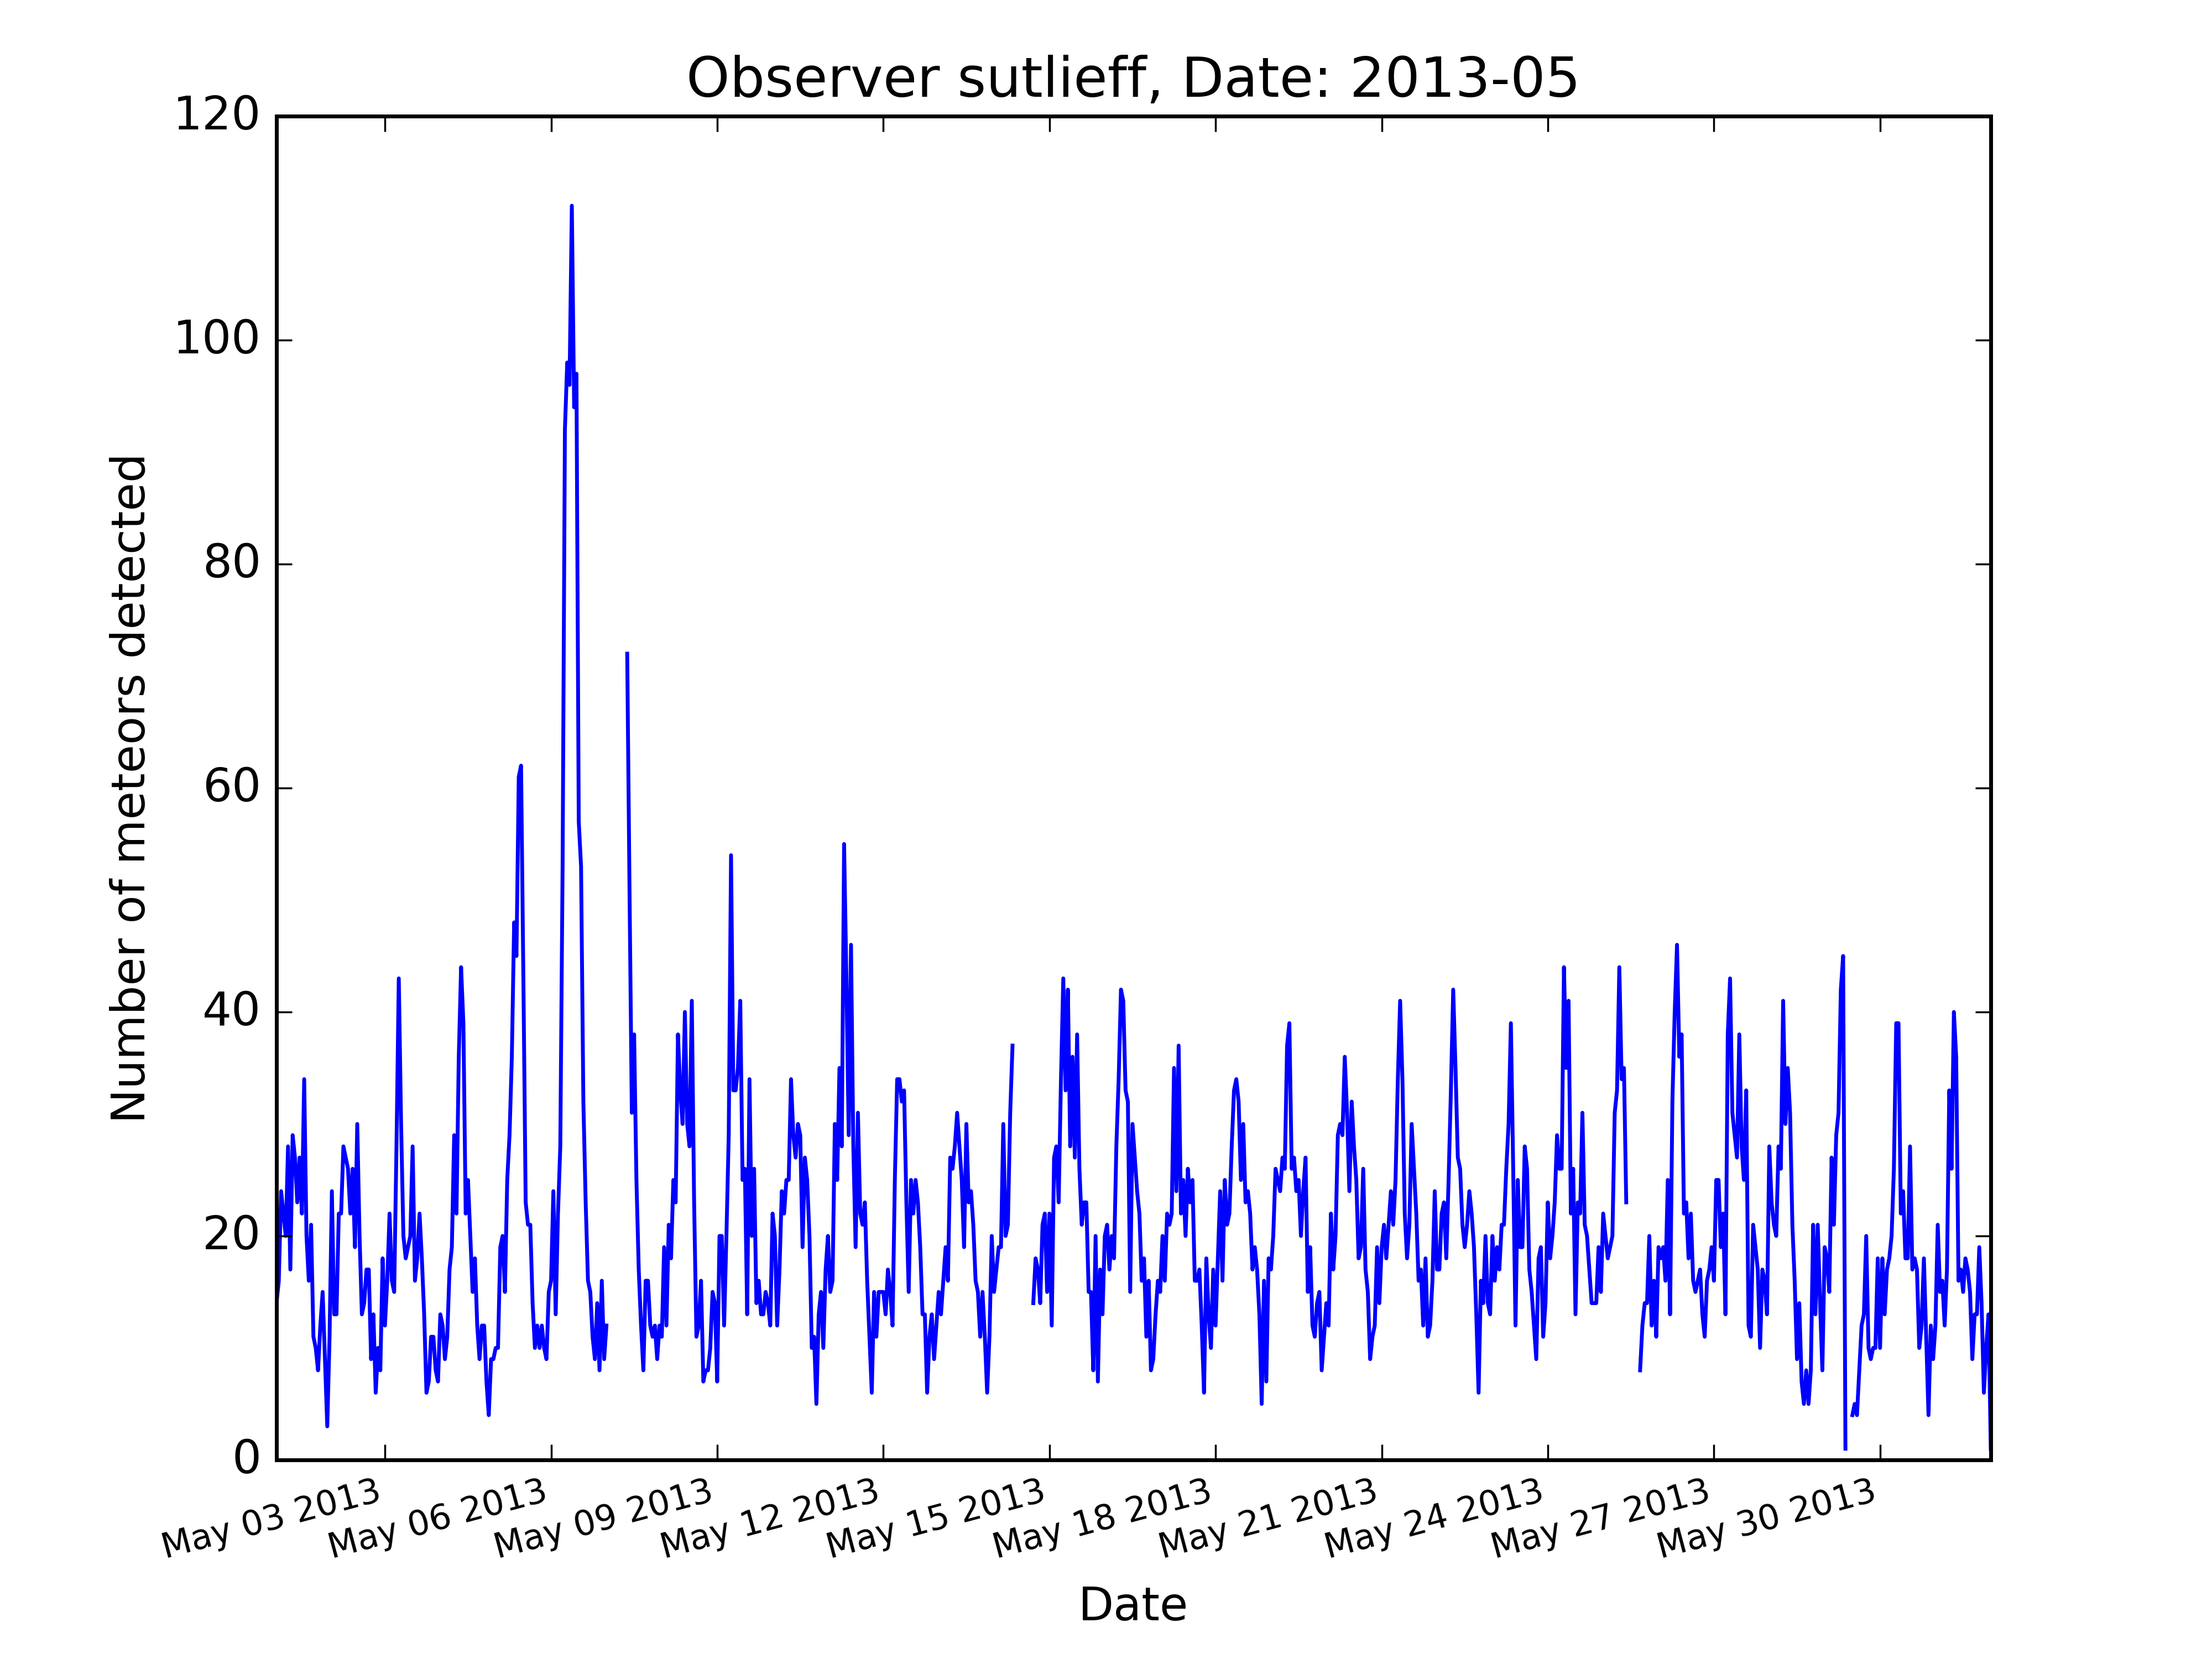 Observer sutlieff, Date: 2013-05
120
100
80
60
40
20
0
Number of meteors detected
May 03 2013
May 06 2013
May 09 2013
May 12 2013
May 15 2013
May 18 2013
May 21 2013
May 24 2013
May 27 2013
May 30 2013
Date